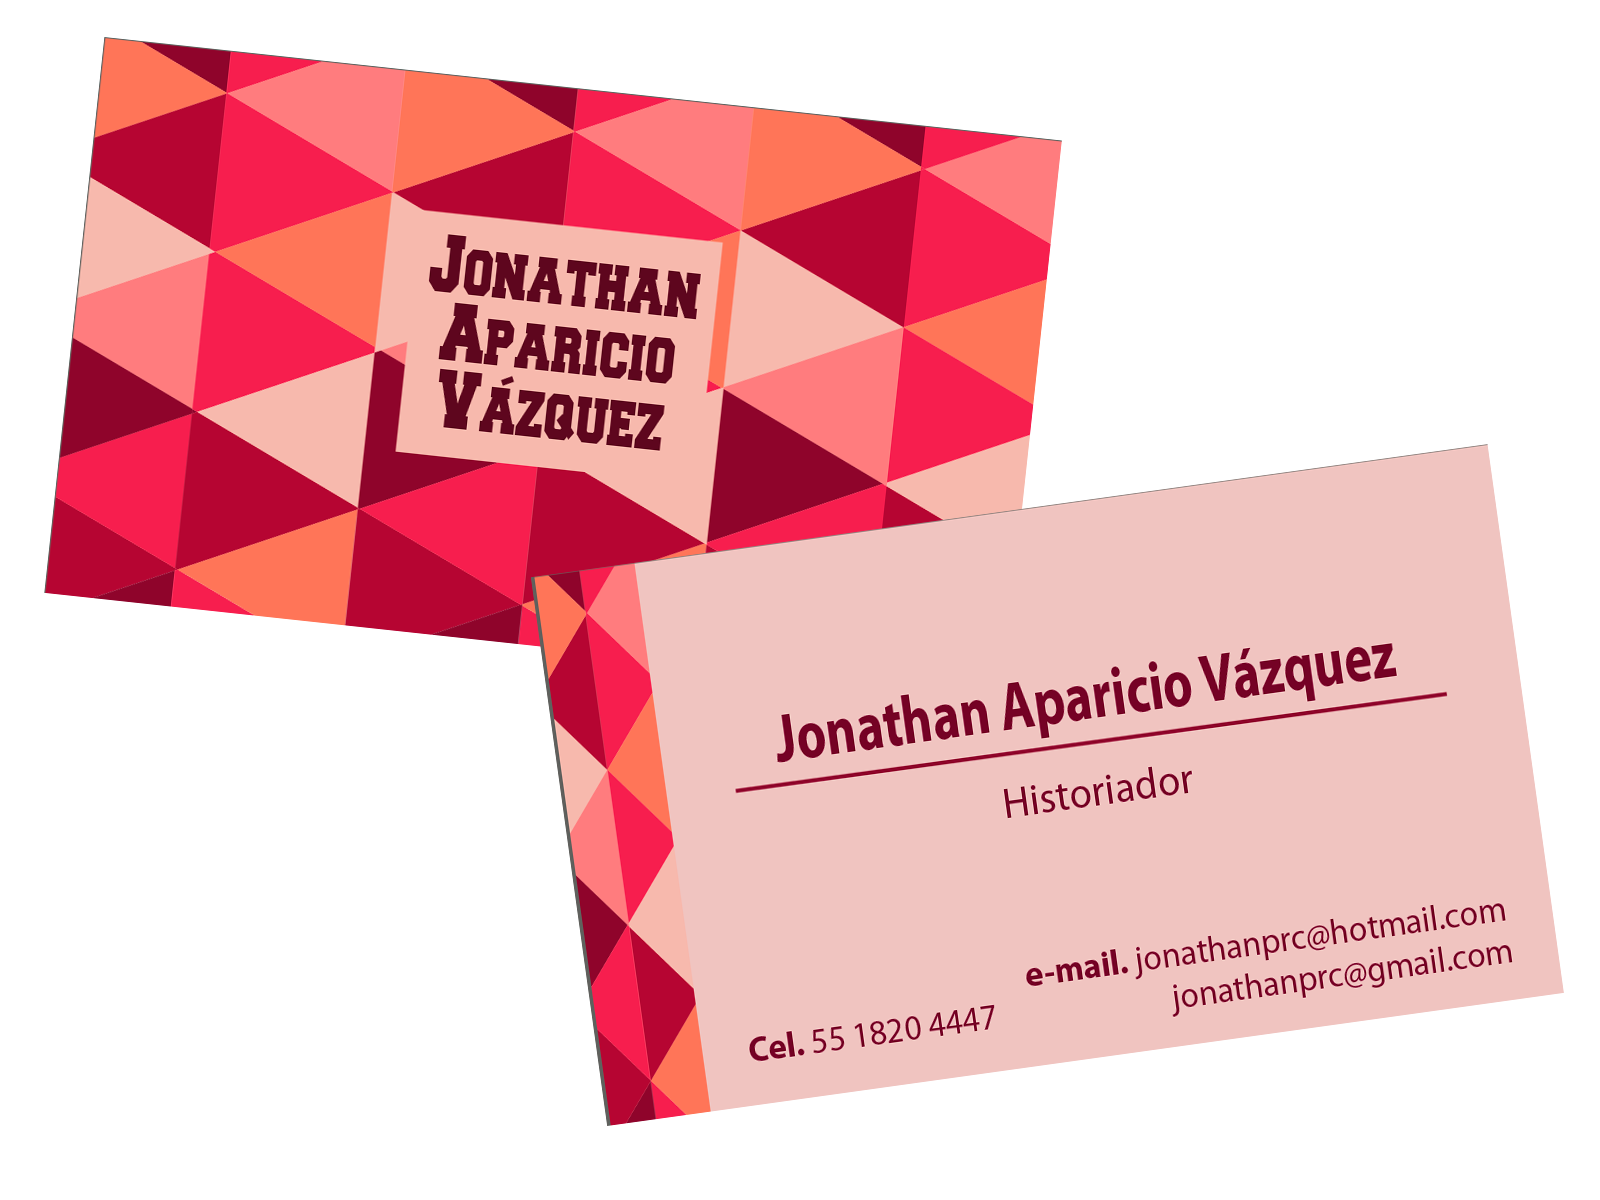 Jonathan
Aparicio
Vázquez
Jonathan Aparicio Vázquez
Historiador
e-mail. jonathanprc@hotmail.com
jonathanprc@gmail.com
Cel. 55 1820 4447